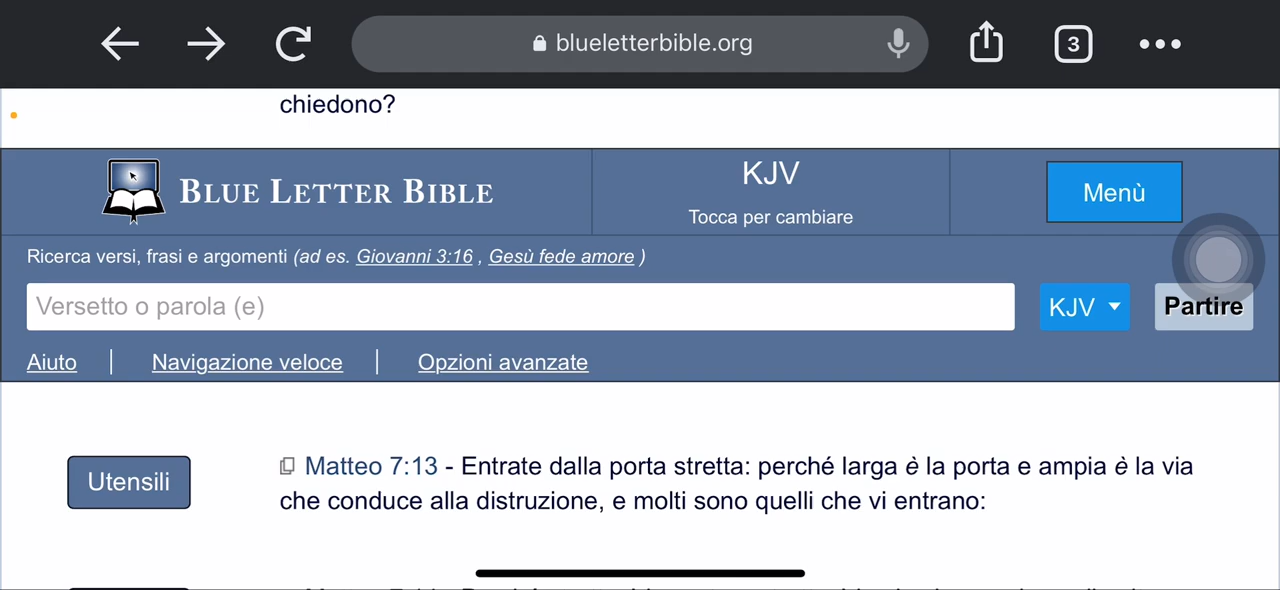 blueletterbible.org
3
chiedono?
BLUE LETTER BIBLE
KJV
Tocca per cambiare
Menù
Ricerca versi, frasi e argomenti (ad es. Giovanni 3:16 , Gesù fede amore )
Versetto o parola (e)
KJV
Partire
Aiuto | Navigazione veloce | Opzioni avanzate
Utensili
Matteo 7:13 - Entrate dalla porta stretta: perché larga è la porta e ampia è la via
che conduce alla distruzione, e molti sono quelli che vi entrano: